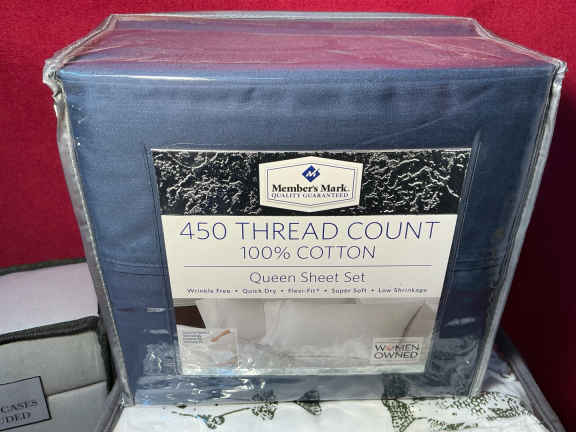 Member's Mark
QUALITY GUARANTEED
450 THREAD COUNT
100% COTTON
Queen Sheet Set
Wrinkle Free • Quick Dry • Flexi-Fit† • Super Soft • Low Shrinkage
WOMEN
OWNED
CASES
UDED